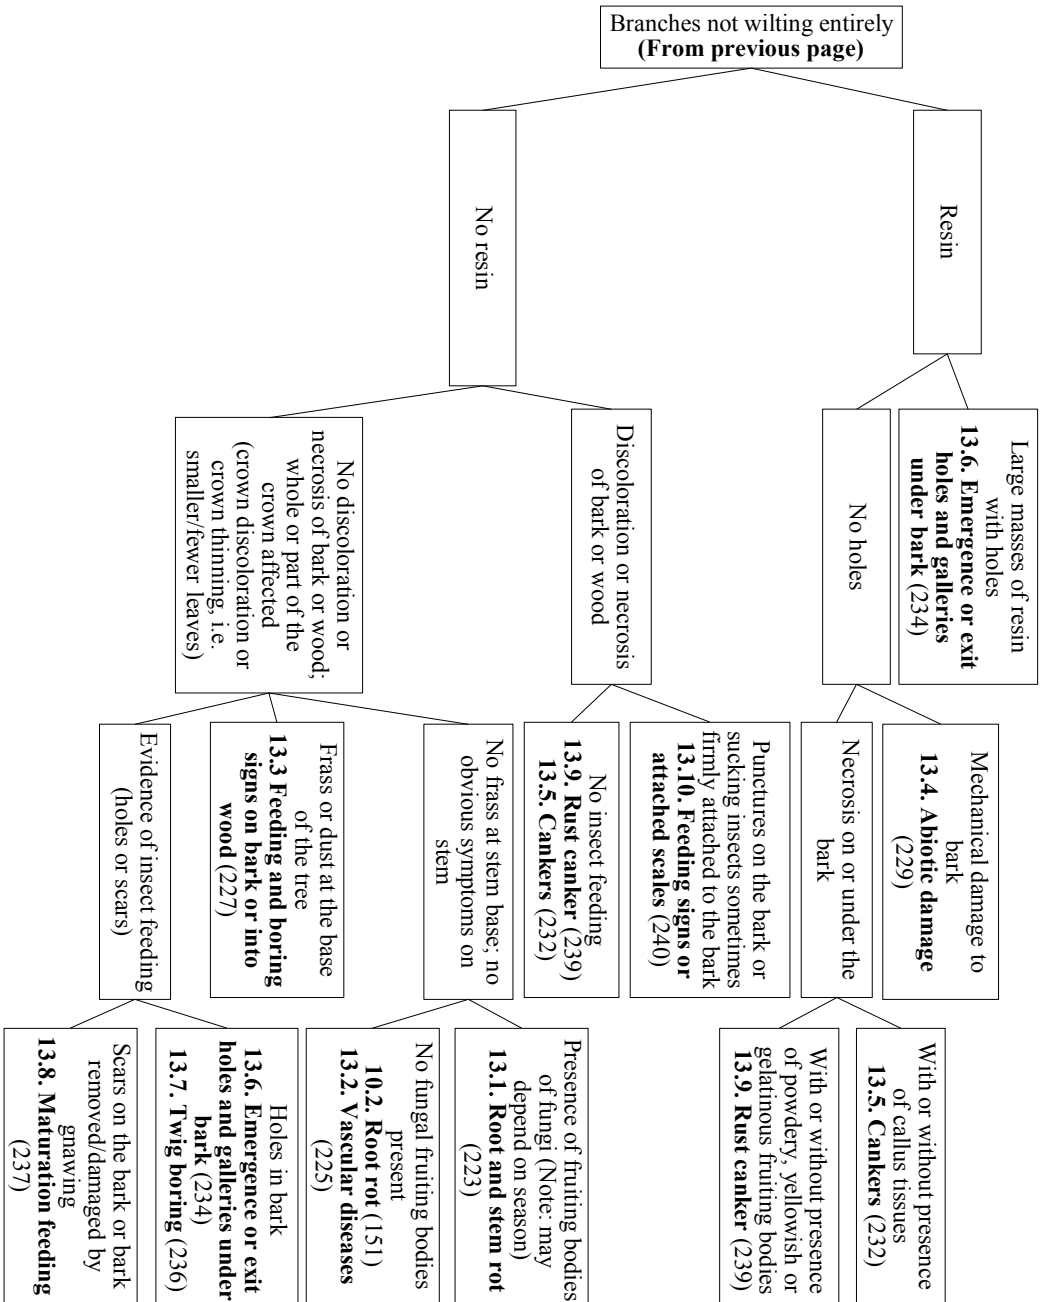 Branches not wilting entirely
(From previous page)
Resin
No resin
Large masses of resin
with holes
13.6. Emergence or exit
holes and galleries
under bark (234)
No holes
Discoloration or necrosis
of bark or wood
No discoloration or
necrosis of bark or wood;
whole or part of the
crown affected
(crown discoloration or
crown thinning, i.e.
smaller/fewer leaves)
Mechanical damage to
bark
13.4. Abiotic damage
(229)
Necrosis on or under the
bark
Punctures on the bark or
sucking insects sometimes
firmly attached to the bark
13.10. Feeding signs or
attached scales (240)
No insect feeding
13.9. Rust canker (239)
13.5. Cankers (232)
No frass at stem base; no
obvious symptoms on
stem
Frass or dust at the base
of the tree
13.3 Feeding and boring
signs on bark or into
wood (227)
Evidence of insect feeding
(holes or scars)
With or without presence
of callus tissues
13.5. Cankers (232)
With or without presence
of powdery, yellowish or
gelatinous fruiting bodies
13.9. Rust canker (239)
Presence of fruiting bodies
of fungi (Note: may
depend on season)
13.1. Root and stem rot
(223)
No fungal fruiting bodies
present
10.2. Root rot (151)
13.2. Vascular diseases
(225)
Holes in bark
13.6. Emergence or exit
holes and galleries under
bark (234)
13.7. Twig boring (236)
Scars on the bark or bark
removed/damaged by
gnawing
13.8. Maturation feeding
(237)